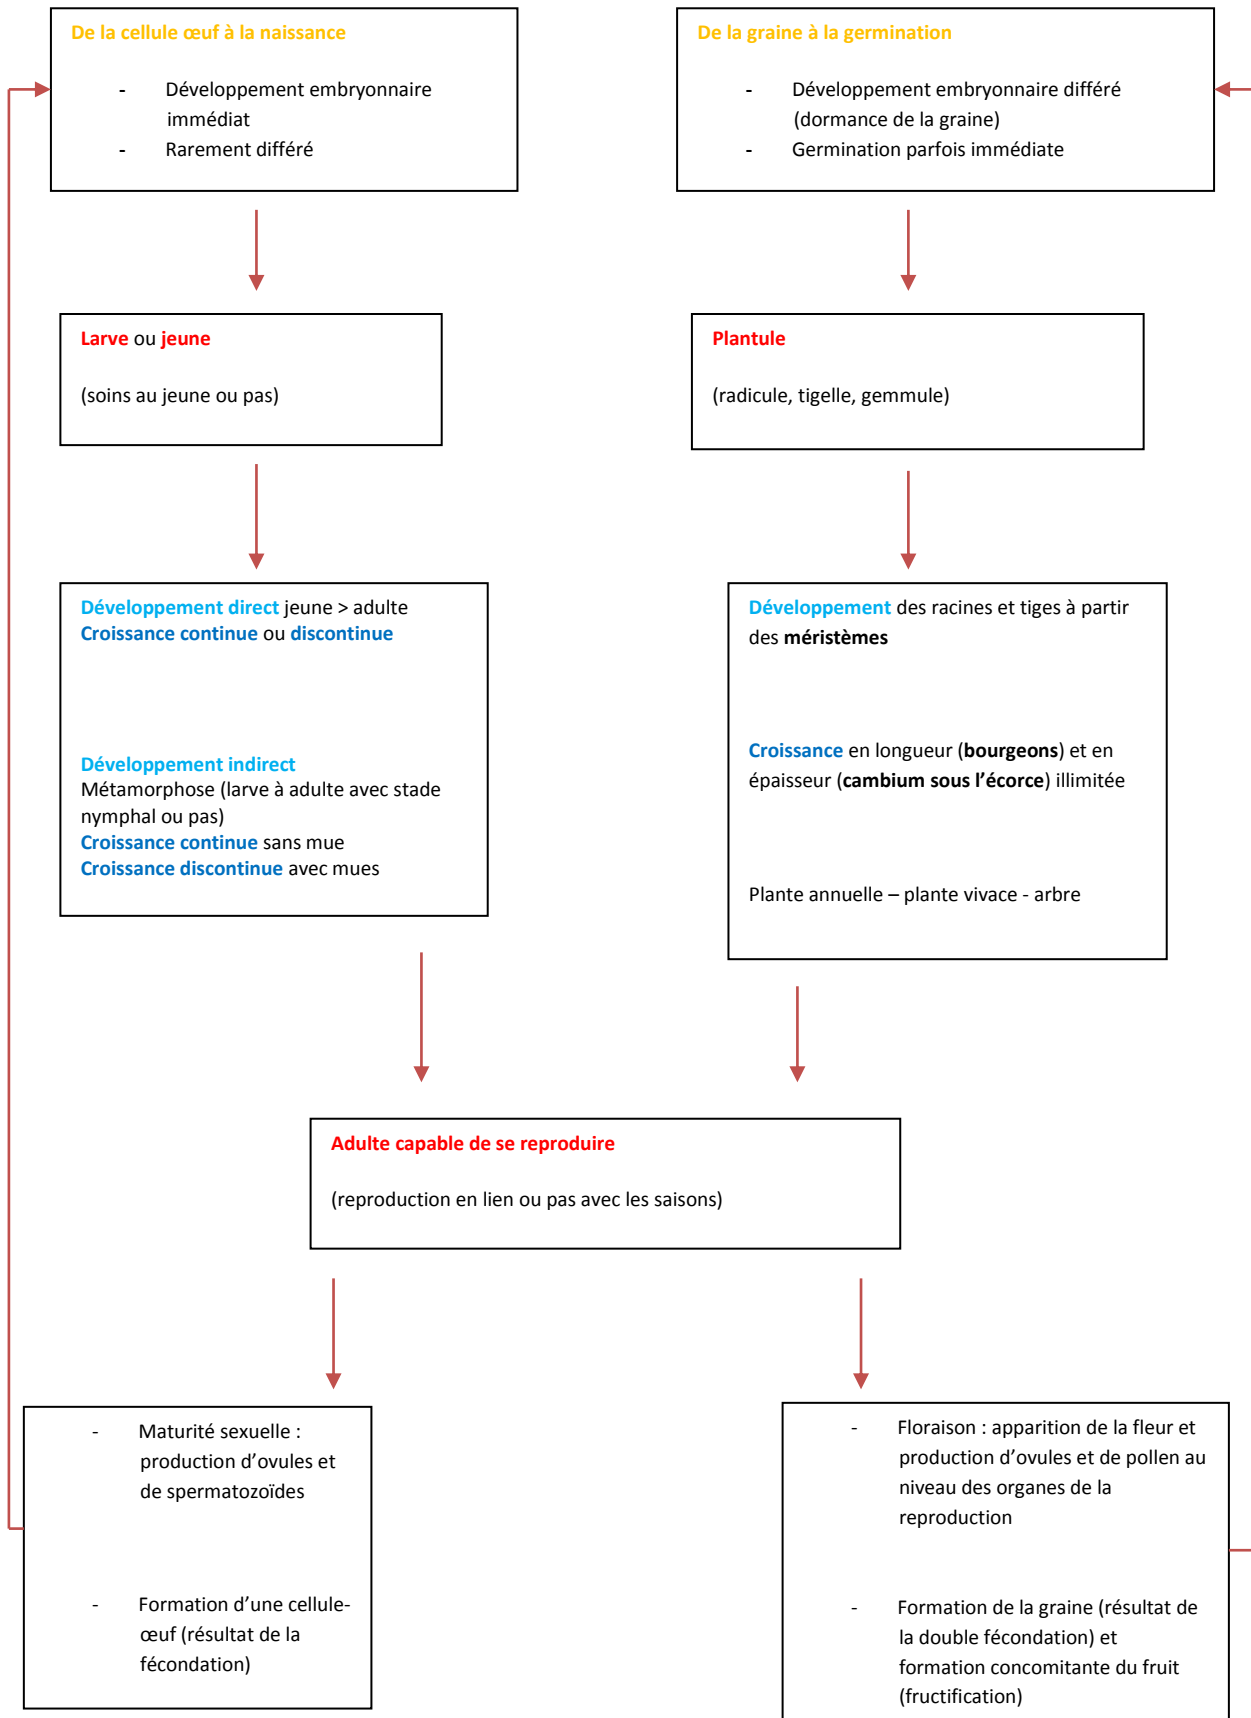 De la cellule œuf à la naissance
- Développement embryonnaire
immédiat
- Rarement différé
De la graine à la germination
- Développement embryonnaire différé
(dormance de la graine)
- Germination parfois immédiate
Larve ou jeune
(soins au jeune ou pas)
Plantule
(radicule, tigelle, gemmule)
Développement direct jeune > adulte
Croissance continue ou discontinue
Développement indirect
Métamorphose (larve à adulte avec stade
nymphal ou pas)
Croissance continue sans mue
Croissance discontinue avec mues
Développement des racines et tiges à partir
des méristèmes
Croissance en longueur (bourgeons) et en
épaisseur (cambium sous l’écorce) illimitée
Plante annuelle – plante vivace - arbre
Adulte capable de se reproduire
(reproduction en lien ou pas avec les saisons)
- Maturité sexuelle :
production d’ovules et
de spermatozoïdes
- Formation d’une cellule-
œuf (résultat de la
fécondation)
- Floraison : apparition de la fleur et
production d’ovules et de pollen au
niveau des organes de la
reproduction
- Formation de la graine (résultat de
la double fécondation) et
formation concomitante du fruit
(fructification)